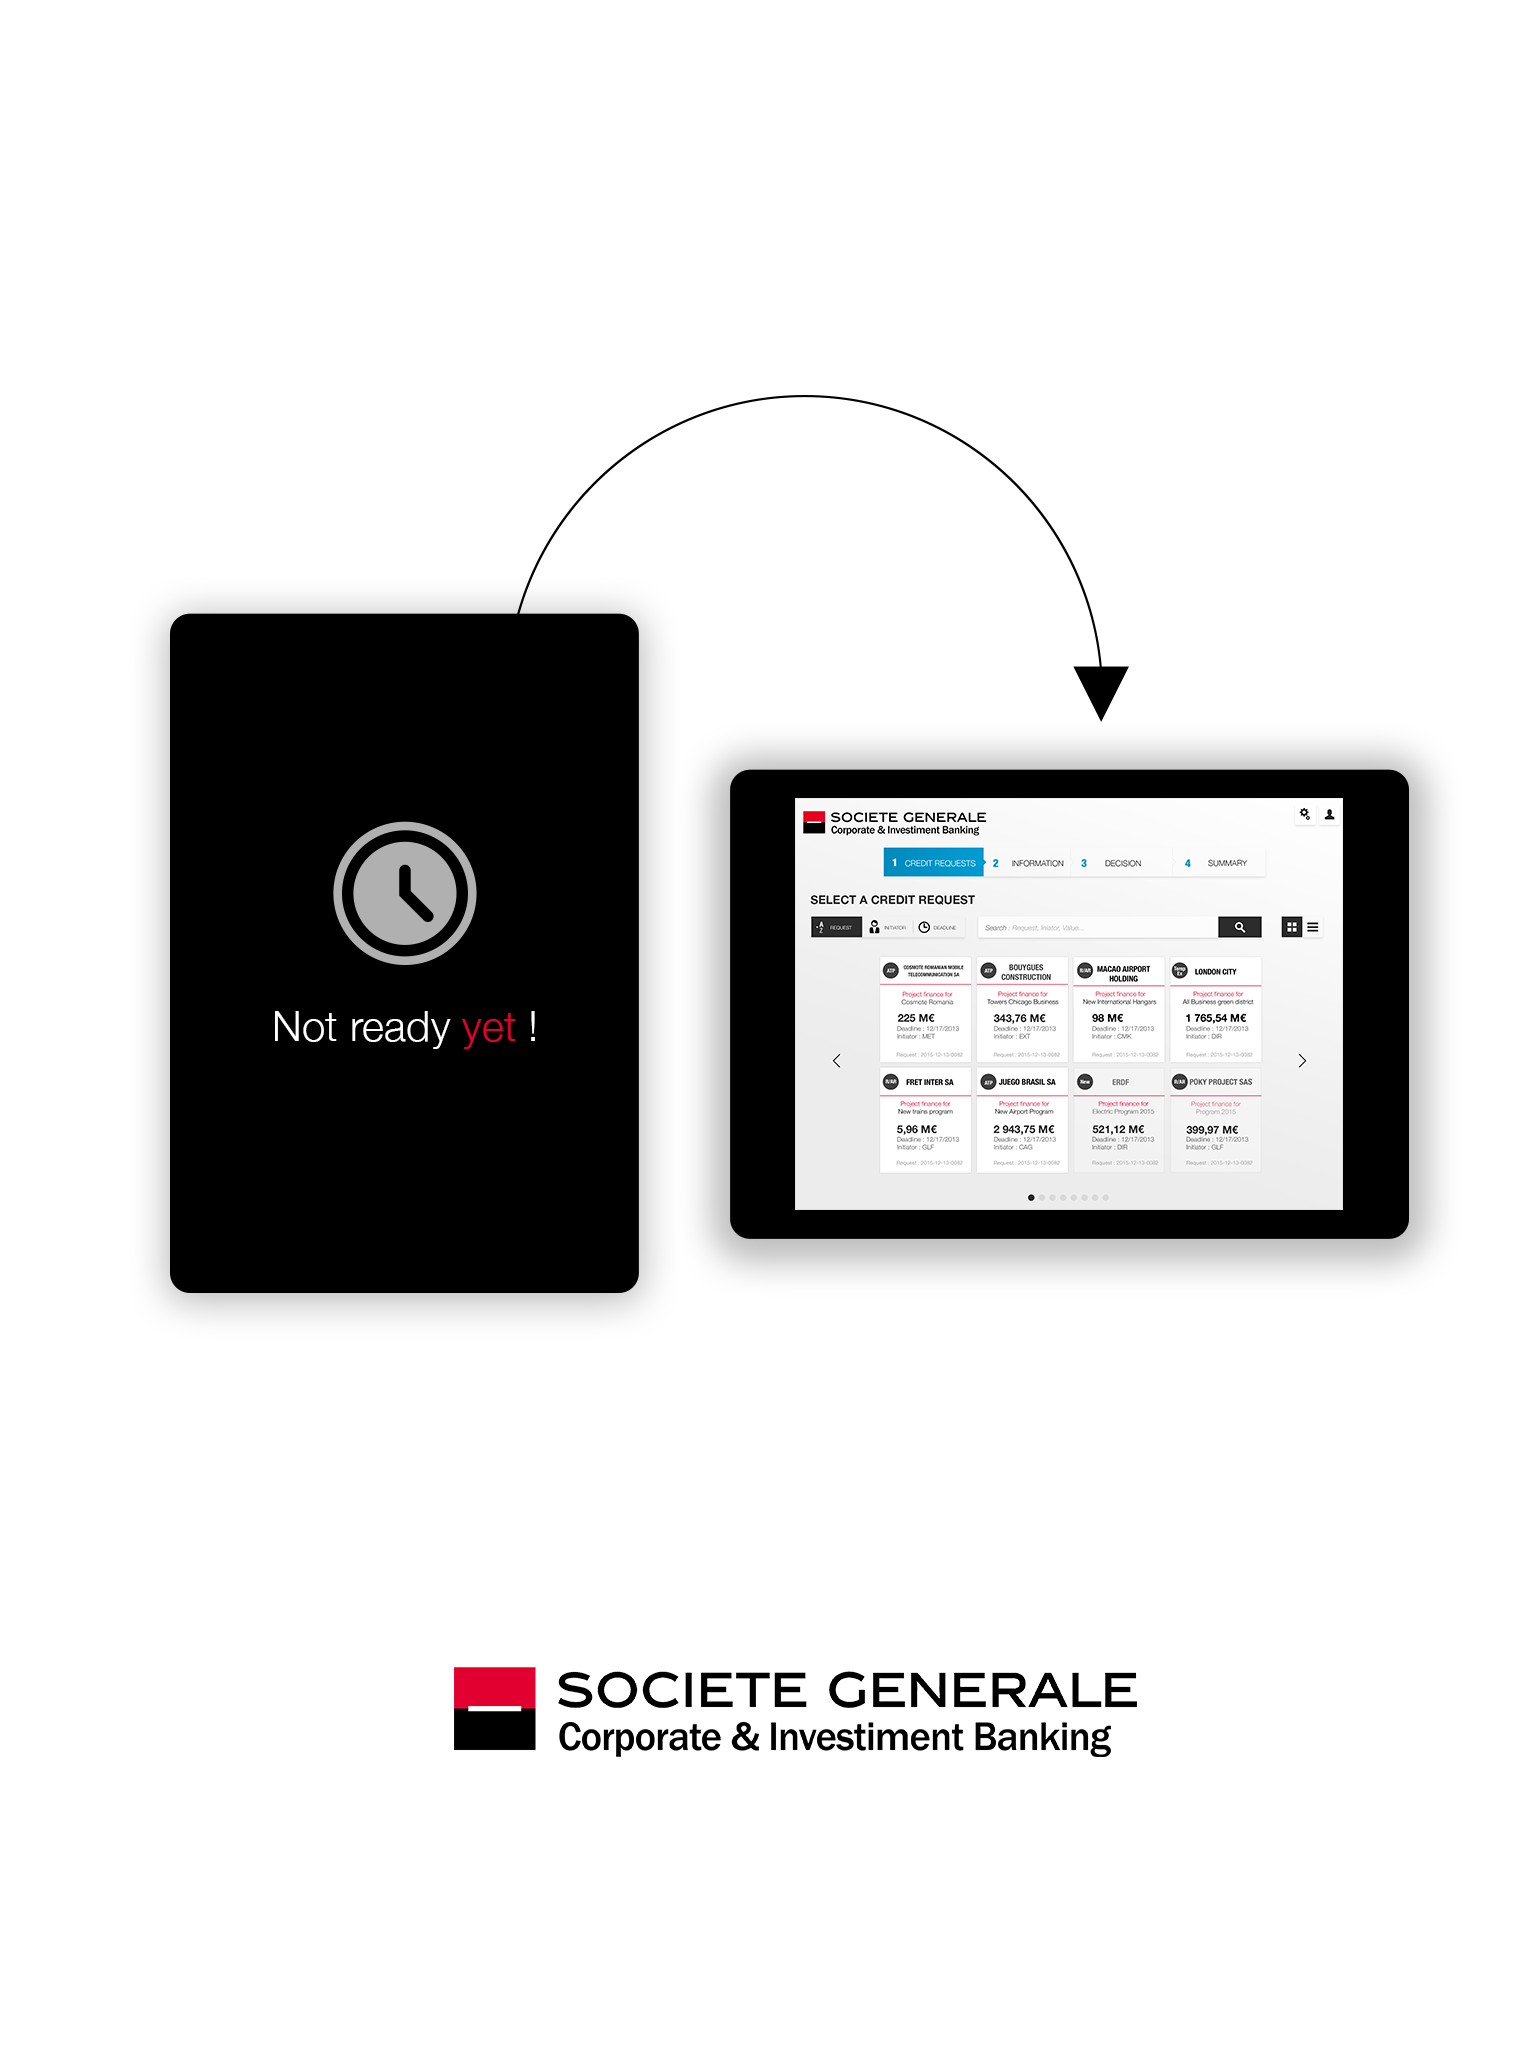 Not ready yet !
SOCIETE GENERALE
Corporate & Investiment Banking
1 CREDIT REQUESTS 2 INFORMATION 3 DECISION 4 SUMMARY
SELECT A CREDIT REQUEST
A Z REQUEST INITIATOR DEADLINE Search : Request, Iniator, Value...
ATP COSMOTE ROMANIAN MOBILE
TELECOMMUNICATION SA
Project finance for
Cosmote Romania
225 M€
Deadline : 12/17/2013
Initiator : MET
Request : 2015-12-13-0082
ATP BOUYGUES
CONSTRUCTION
Project finance for
Towers Chicago Business
343,76 M€
Deadline : 12/17/2013
Initiator : EXT
Request : 2015-12-13-0082
R/AR MACAO AIRPORT
HOLDING
Project finance for
New International Hangars
98 M€
Deadline : 12/17/2013
Initiator : CMK
Request : 2015-12-13-0082
Temp
Ex
LONDON CITY
Project finance for
All Business green district
1 765,54 M€
Deadline : 12/17/2013
Initiator : DIR
Request : 2015-12-13-0082
R/AR FRET INTER SA
Project finance for
New trains program
5,96 M€
Deadline : 12/17/2013
Initiator : GLF
Request : 2015-12-13-0082
ATP JUEGO BRASIL SA
Project finance for
New Airport Program
2 943,75 M€
Deadline : 12/17/2013
Initiator : CAG
Request : 2015-12-13-0082
New ERDF
Project finance for
Electric Program 2015
521,12 M€
Deadline : 12/17/2013
Initiator : DIR
Request : 2015-12-13-0082
R/AR POKY PROJECT SAS
Project finance for
Program 2015
399,97 M€
Deadline : 12/17/2013
Initiator : GLF
Request : 2015-12-13-0082
SOCIETE GENERALE
Corporate & Investiment Banking